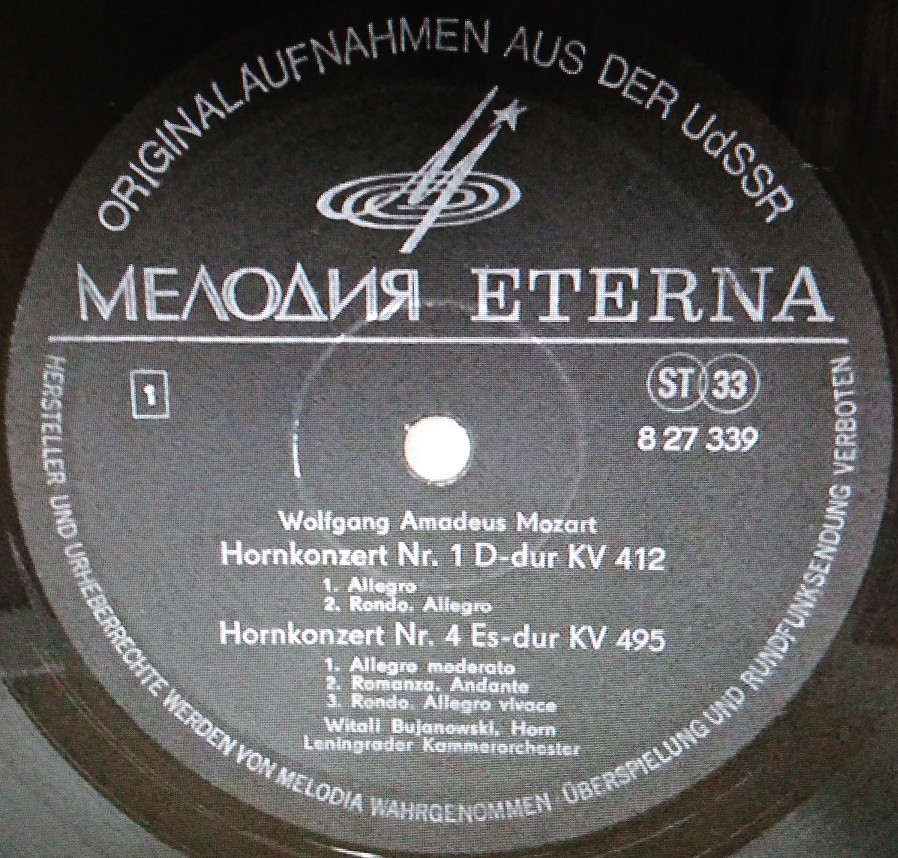 ORIGINALAUFNAHMEN AUS DER UdSSR
МЕЛОДИЯ ETERNA
1
ST 33
8 27 339
Wolfgang Amadeus Mozart
Hornkonzert Nr. 1 D-dur KV 412
1. Allegro
2. Rondo. Allegro
Hornkonzert Nr. 4 Es-dur KV 495
1. Allegro moderato
2. Romanza. Andante
3. Rondo. Allegro vivace
Witali Bujanowski, Horn
Leningrader Kammerorchester
HERSTELLER UND URHEBERRECHTE WERDEN VON MELODIA WAHRGENOMMEN · ÜBERSPIELUNG UND RUNDFUNKSENDUNG VERBOTEN